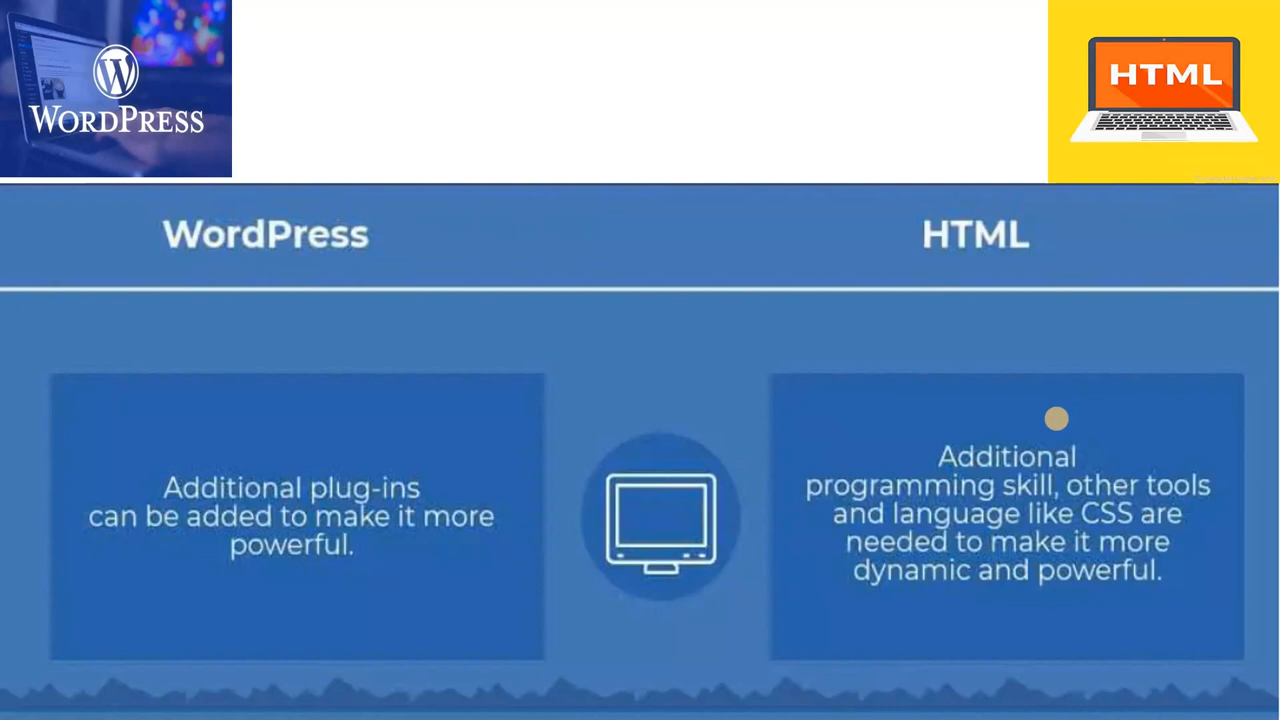 WORDPRESS
HTML
WordPress
HTML
Additional plug-ins
can be added to make it more
powerful.
Additional
programming skill, other tools
and language like CSS are
needed to make it more
dynamic and powerful.